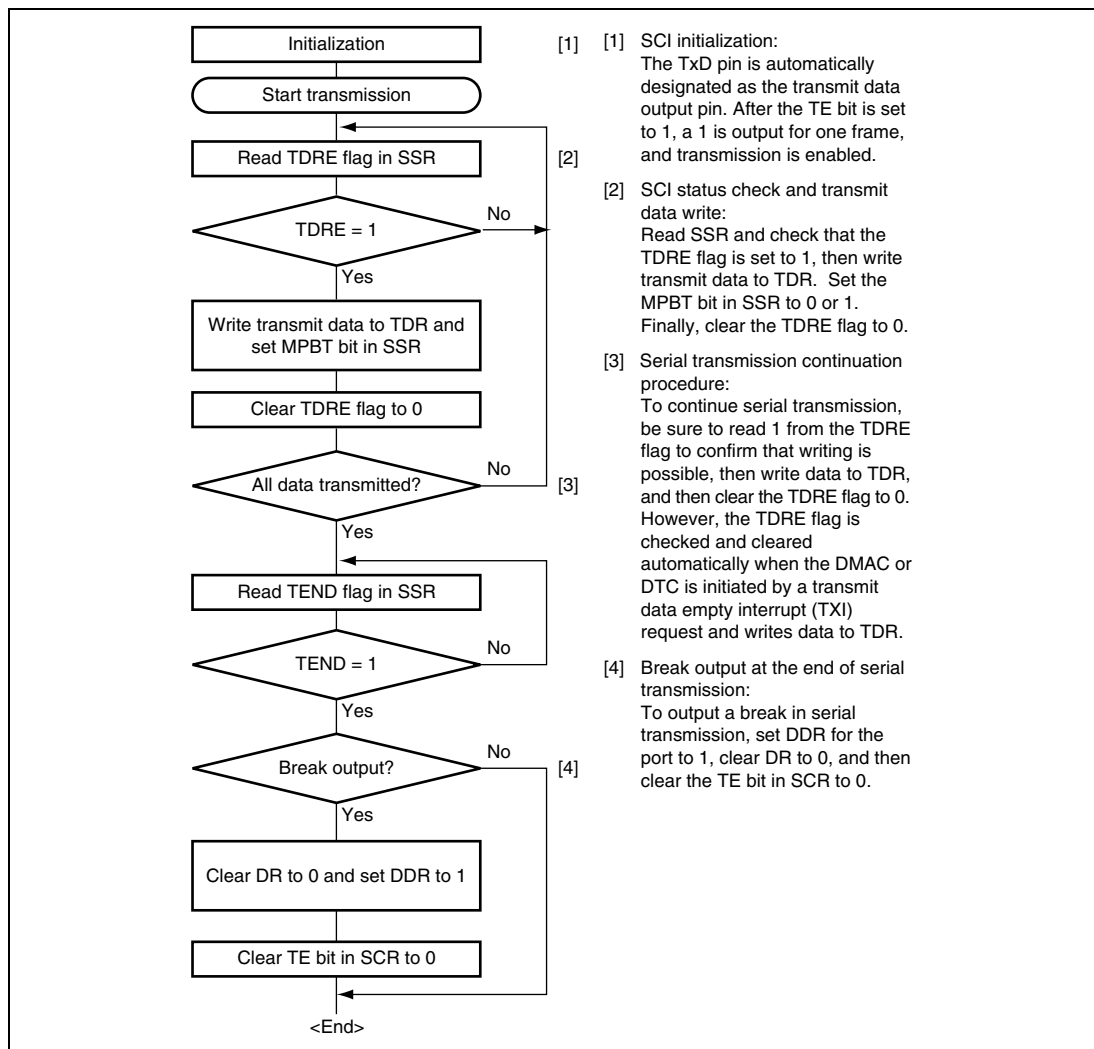 Initialization
[1]
Start transmission
Read TDRE flag in SSR
[2]
TDRE = 1
No
Yes
Write transmit data to TDR and
set MPBT bit in SSR
Clear TDRE flag to 0
All data transmitted?
No
[3]
Yes
Read TEND flag in SSR
TEND = 1
No
Yes
Break output?
No
[4]
Yes
Clear DR to 0 and set DDR to 1
Clear TE bit in SCR to 0
<End>
[1] SCI initialization:
The TxD pin is automatically
designated as the transmit data
output pin. After the TE bit is set
to 1, a 1 is output for one frame,
and transmission is enabled.
[2] SCI status check and transmit
data write:
Read SSR and check that the
TDRE flag is set to 1, then write
transmit data to TDR.  Set the
MPBT bit in SSR to 0 or 1.
Finally, clear the TDRE flag to 0.
[3] Serial transmission continuation
procedure:
To continue serial transmission,
be sure to read 1 from the TDRE
flag to confirm that writing is
possible, then write data to TDR,
and then clear the TDRE flag to 0.
However, the TDRE flag is
checked and cleared
automatically when the DMAC or
DTC is initiated by a transmit
data empty interrupt (TXI)
request and writes data to TDR.
[4] Break output at the end of serial
transmission:
To output a break in serial
transmission, set DDR for the
port to 1, clear DR to 0, and then
clear the TE bit in SCR to 0.